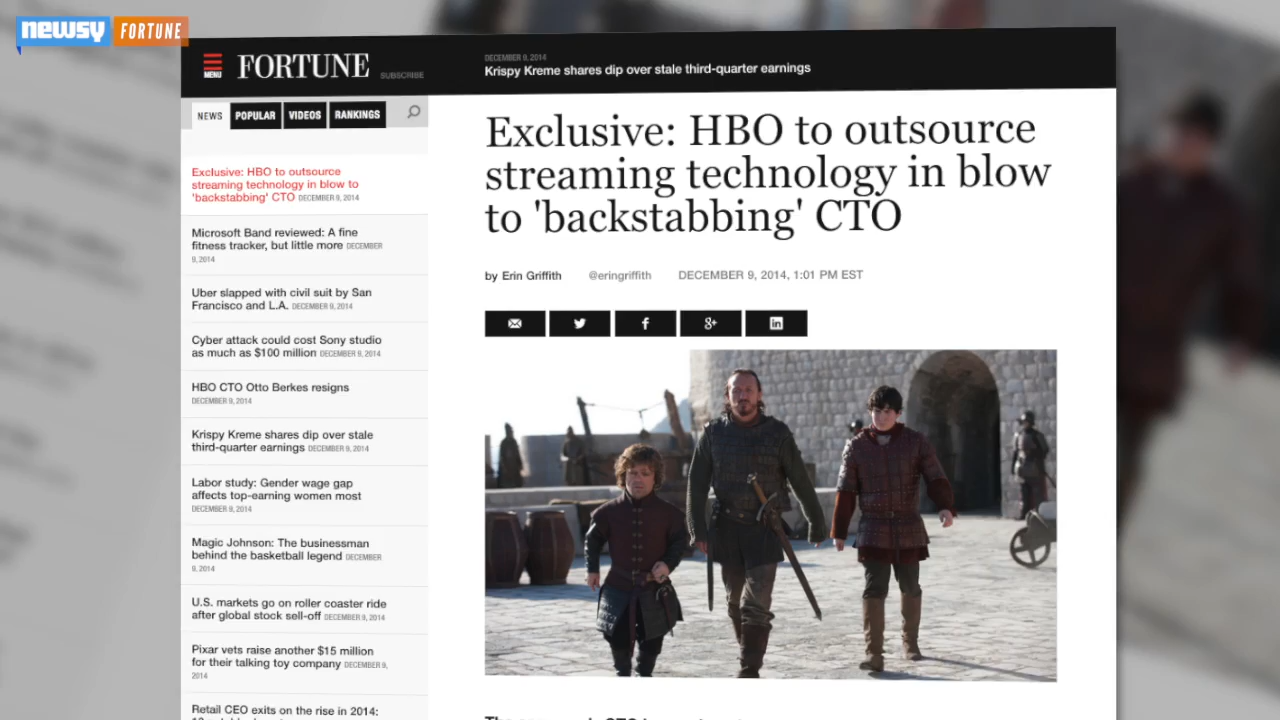 newsy FORTUNE
MENU
FORTUNE
SUBSCRIBE
DECEMBER 9, 2014
Krispy Kreme shares dip over stale third-quarter earnings
NEWS
POPULAR
VIDEOS
RANKINGS
Exclusive: HBO to outsource
streaming technology in blow to
'backstabbing' CTO DECEMBER 9, 2014
Microsoft Band reviewed: A fine
fitness tracker, but little more DECEMBER
9, 2014
Uber slapped with civil suit by San
Francisco and L.A. DECEMBER 9, 2014
Cyber attack could cost Sony studio
as much as $100 million DECEMBER 9, 2014
HBO CTO Otto Berkes resigns
DECEMBER 9, 2014
Krispy Kreme shares dip over stale
third-quarter earnings DECEMBER 9, 2014
Labor study: Gender wage gap
affects top-earning women most
DECEMBER 9, 2014
Magic Johnson: The businessman
behind the basketball legend DECEMBER
9, 2014
U.S. markets go on roller coaster ride
after global stock sell-off DECEMBER 9, 2014
Pixar vets raise another $15 million
for their talking toy company DECEMBER 9,
2014
Retail CEO exits on the rise in 2014:
Exclusive: HBO to outsource
streaming technology in blow
to 'backstabbing' CTO
by Erin Griffith @eringriffith DECEMBER 9, 2014, 1:01 PM EST
f
g+
in